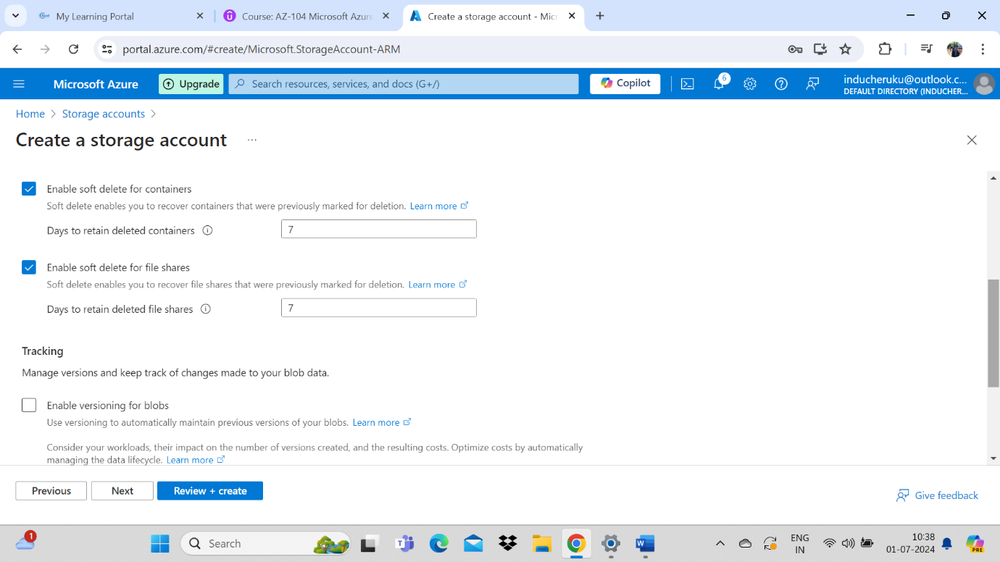 My Learning Portal
Course: AZ-104 Microsoft Azure
Create a storage account - Micr
portal.azure.com/#create/Microsoft.StorageAccount-ARM
Microsoft Azure
Upgrade
Search resources, services, and docs (G+/)
Copilot
6
inducheruku@outlook.c...
DEFAULT DIRECTORY (INDUCHER...
Home > Storage accounts >
Create a storage account ...
Enable soft delete for containers
Soft delete enables you to recover containers that were previously marked for deletion. Learn more
Days to retain deleted containers
7
Enable soft delete for file shares
Soft delete enables you to recover file shares that were previously marked for deletion. Learn more
Days to retain deleted file shares
7
Tracking
Manage versions and keep track of changes made to your blob data.
Enable versioning for blobs
Use versioning to automatically maintain previous versions of your blobs. Learn more
Consider your workloads, their impact on the number of versions created, and the resulting costs. Optimize costs by automatically
managing the data lifecycle. Learn more
Previous
Next
Review + create
Give feedback
1
Search
ENG
IN
10:38
01-07-2024
PRE